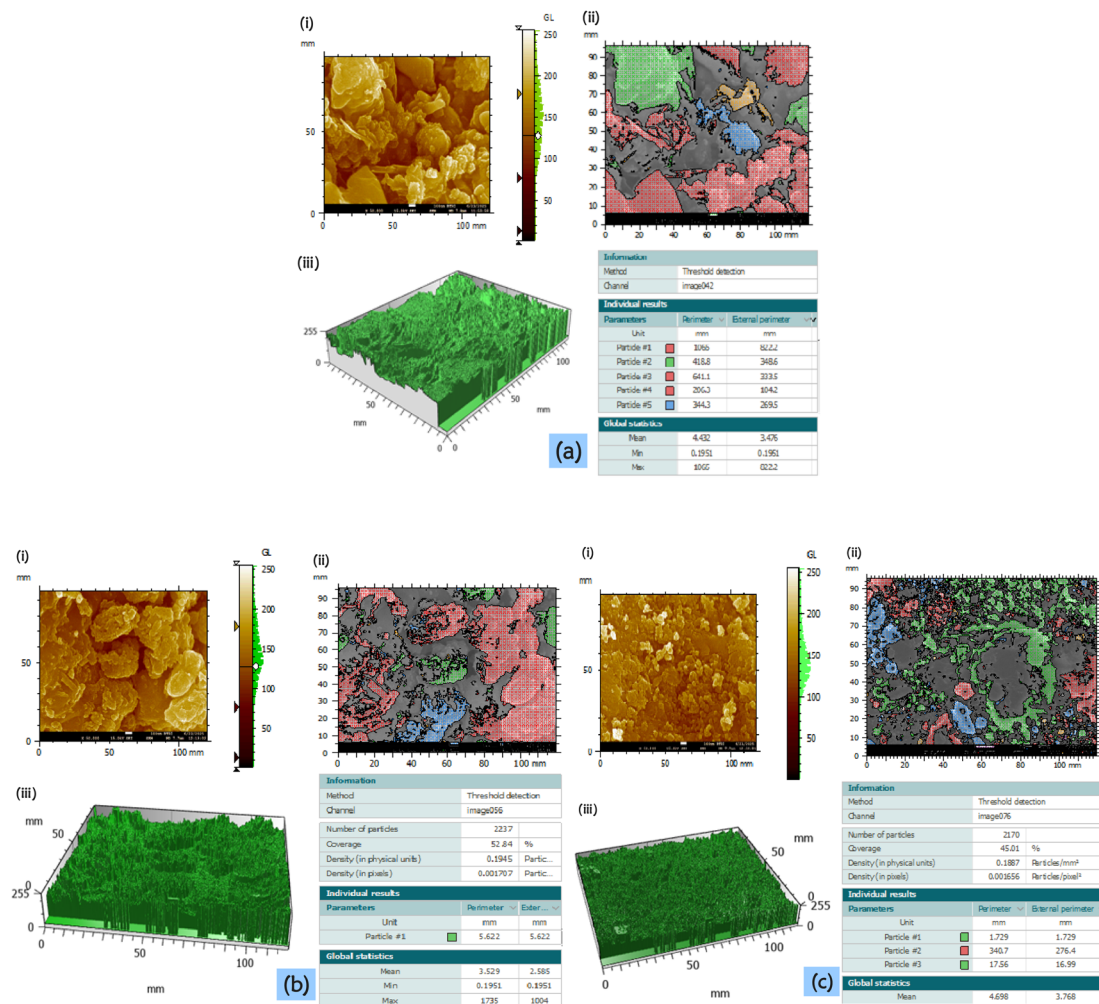 (i)
GL
mm
250
200
150
100
50
50
0
0
50
100 mm
(ii)
mm
90
80
70
60
50
40
30
20
10
0
0 20 40 60 80 100 mm
(iii)
255
0
50
mm
0
0
50
100
mm
Information
Method Threshold detection
Channel image042
Individual results
Parameters Perimeter External perimeter
Unit mm mm
Particle #1 1066 822.2
Particle #2 418.8 348.6
Particle #3 641.1 333.5
Particle #4 206.3 104.2
Particle #5 344.3 269.5
Global statistics
Mean 4.432 3.476
Min 0.1951 0.1951
Max 1066 822.2
(a)
(i)
GL
mm
250
200
150
100
50
50
0
0 50 100 mm
(ii)
mm
90
80
70
60
50
40
30
20
10
0
0 20 40 60 80 100 mm
(iii)
mm
50
0
255
0
0
50
100
mm
Information
Method Threshold detection
Channel image056
Number of particles 2237
Coverage 52.84 %
Density (in physical units) 0.1945 Partic...
Density (in pixels) 0.001707 Partic...
Individual results
Parameters Perimeter Exter...
Unit mm mm
Particle #1 5.622 5.622
Global statistics
Mean 3.529 2.585
Min 0.1951 0.1951
Max 1735 1004
(b)
(i)
GL
mm
250
200
150
100
50
50
0
0 50 100 mm
(ii)
mm
90
80
70
60
50
40
30
20
10
0
0 20 40 60 80 100
(iii)
mm
50
0
255
0
0
50
100
mm
Information
Method Threshold detection
Channel image076
Number of particles 2170
Coverage 45.01 %
Density (in physical units) 0.1887 Particles/mm²
Density (in pixels) 0.001656 Particles/pixel²
Individual results
Parameters Perimeter External perimeter
Unit mm mm
Particle #1 1.729 1.729
Particle #2 340.7 276.4
Particle #3 17.56 16.99
Global statistics
Mean 4.698 3.768
(c)